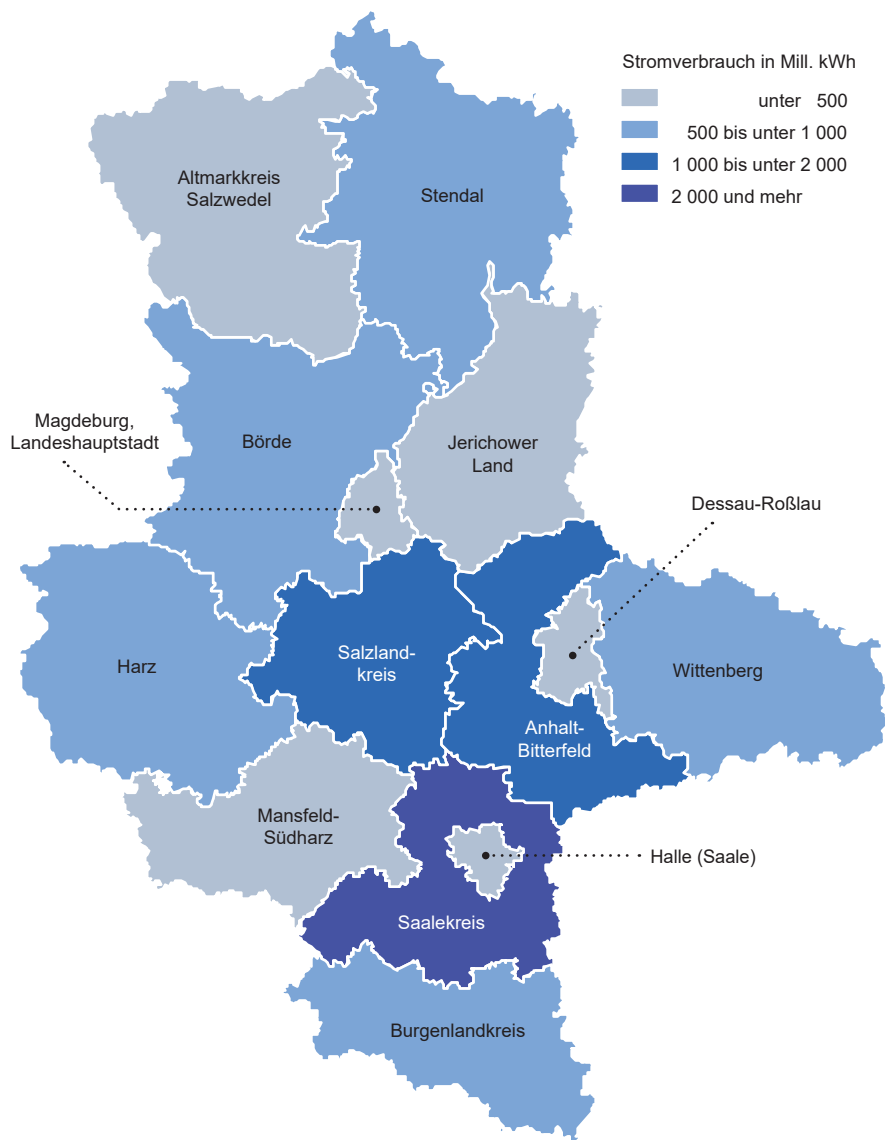 Stromverbrauch in Mill. kWh
unter 500
500 bis unter 1 000
1 000 bis unter 2 000
2 000 und mehr
Altmarkkreis
Salzwedel
Stendal
Magdeburg,
Landeshauptstadt
Börde
Jerichower
Land
Dessau-Roßlau
Harz
Salzland-
kreis
Wittenberg
Anhalt-
Bitterfeld
Mansfeld-
Südharz
Halle (Saale)
Saalekreis
Burgenlandkreis